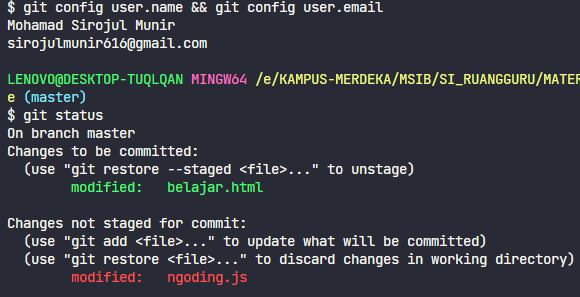 $ git config user.name && git config user.email
Mohamad Sirojul Munir
sirojulmunir616@gmail.com
LENOVO@DESKTOP-TUQLQAN MINGW64 /e/KAMPUS-MERDEKA/MSIB/SI_RUANGGURU/MATER
e (master)
$ git status
On branch master
Changes to be committed:
  (use "git restore --staged <file>..." to unstage)
        modified:   belajar.html
Changes not staged for commit:
  (use "git add <file>..." to update what will be committed)
  (use "git restore <file>..." to discard changes in working directory)
        modified:   ngoding.js